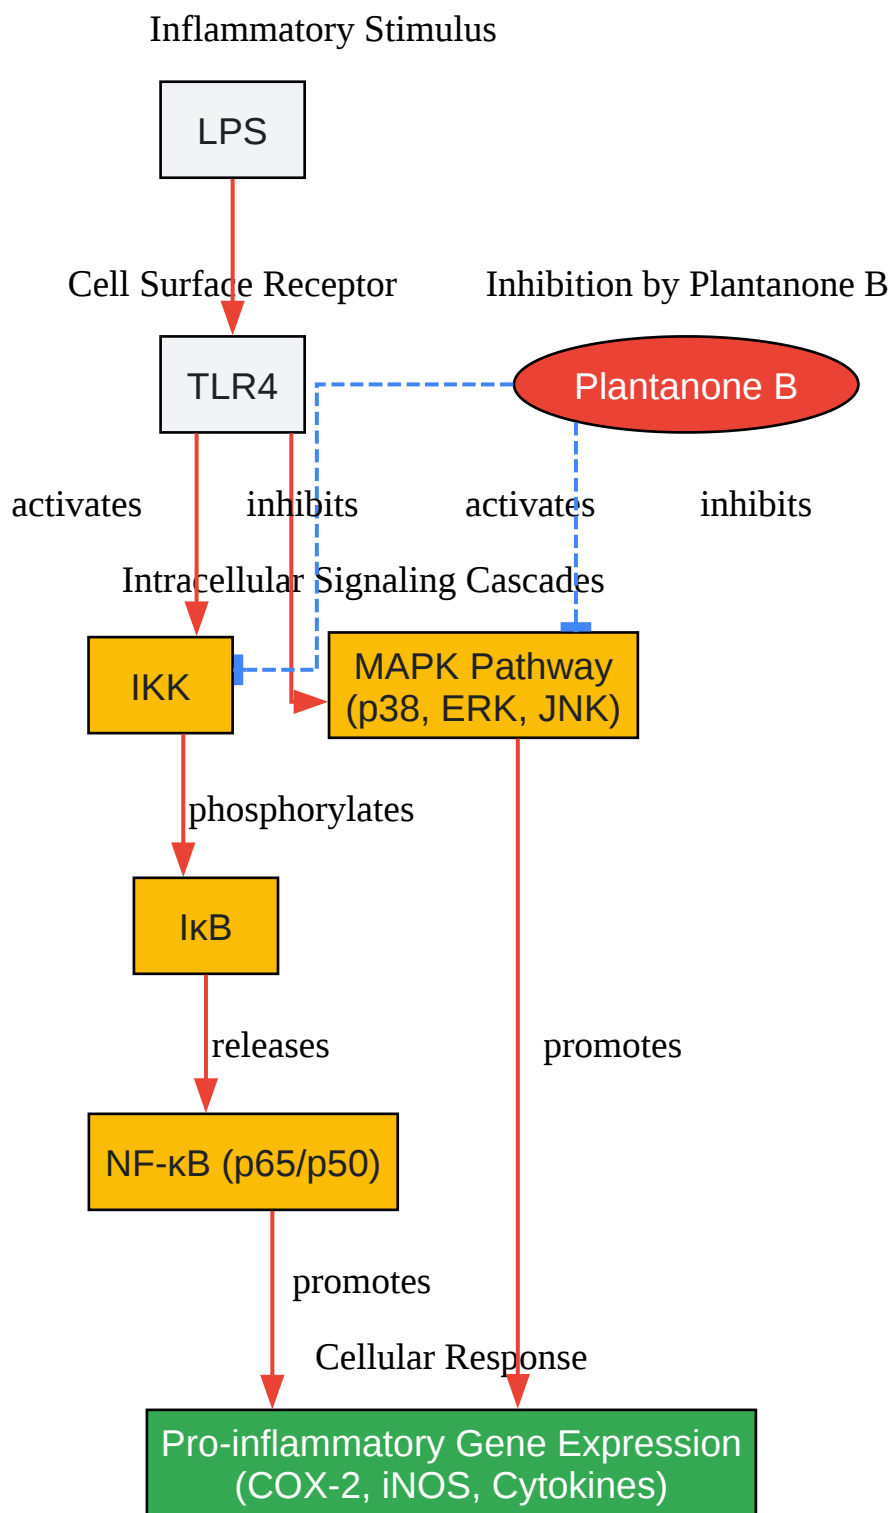 Inflammatory Stimulus
LPS
Cell Surface Receptor
Inhibition by Plantanone B
TLR4
Plantanone B
activates
inhibits
activates
inhibits
Intracellular Signaling Cascades
IKK
MAPK Pathway
(p38, ERK, JNK)
phosphorylates
IκB
releases
promotes
NF-κB (p65/p50)
promotes
Cellular Response
Pro-inflammatory Gene Expression
(COX-2, iNOS, Cytokines)